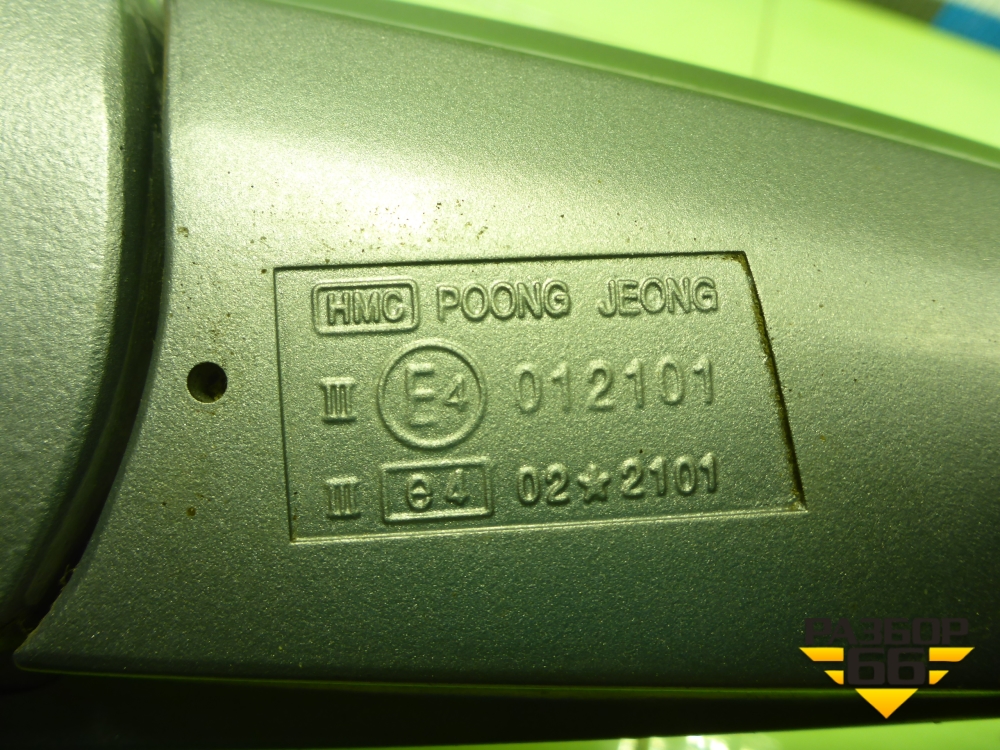 HMC POONG JEONG
III E4 012101
III e4 02★2101
РАЗБОР
66